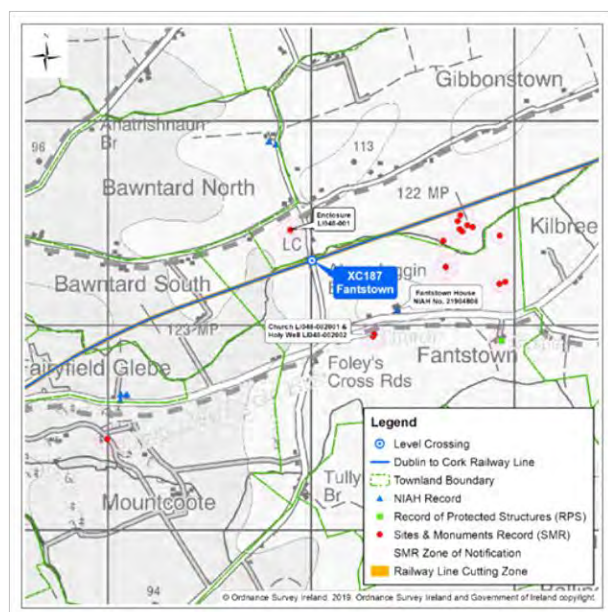 Gibbonstown
Br
96
113
Bawntard North
122 MP
Enclosure
LI048-001
LC
Kilbree
XC187
Fantstown
Bawntard South
Fantstown House
NIAH No. 21904806
123 MP
Church LI048-002001 &
Holy Well LI048-002002
Fairyfield Glebe
Foley's
Cross Rds
Fantstown
Legend
Level Crossing
Dublin to Cork Railway Line
Townland Boundary
NIAH Record
Record of Protected Structures (RPS)
Sites & Monuments Record (SMR)
SMR Zone of Notification
Railway Line Cutting Zone
Tully
Br
Mountcoote
94
© Ordnance Survey Ireland, 2019. Ordnance Survey Ireland and Government of Ireland copyright.